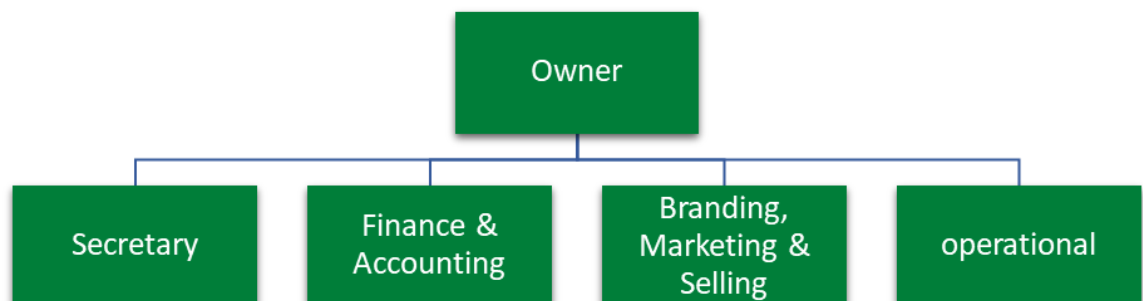 Owner
Secretary
Finance &
Accounting
Branding,
Marketing &
Selling
operational